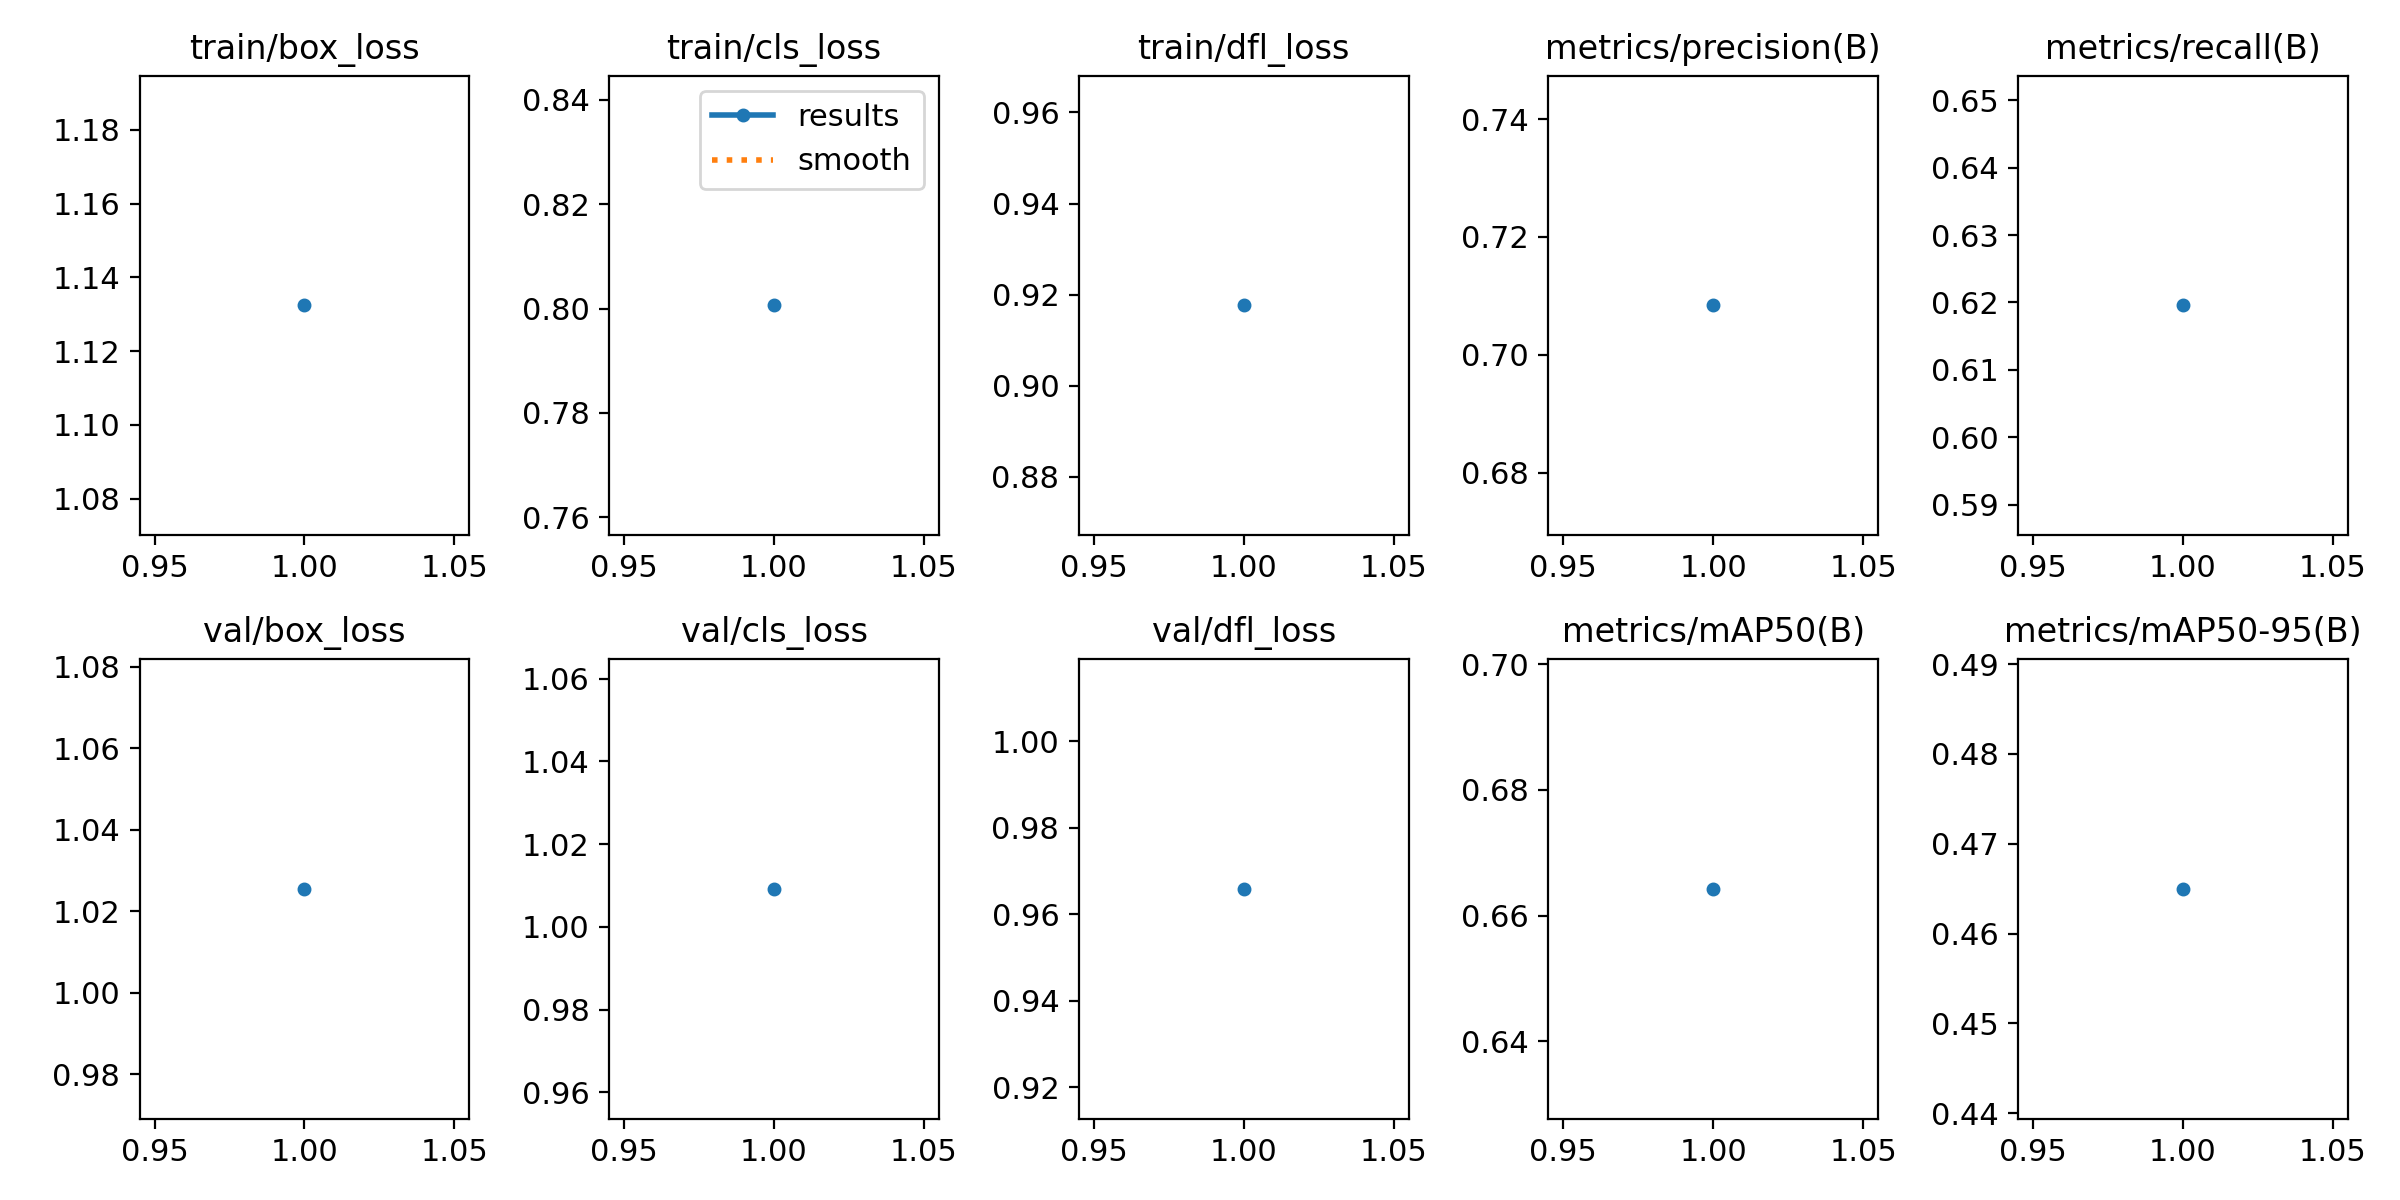 train/box_loss
1.18
1.16
1.14
1.12
1.10
1.08
0.95 1.00 1.05
train/cls_loss
results
smooth
0.84
0.82
0.80
0.78
0.76
0.95 1.00 1.05
train/dfl_loss
0.96
0.94
0.92
0.90
0.88
0.95 1.00 1.05
metrics/precision(B)
0.74
0.72
0.70
0.68
0.95 1.00 1.05
metrics/recall(B)
0.65
0.64
0.63
0.62
0.61
0.60
0.59
0.95 1.00 1.05
val/box_loss
1.08
1.06
1.04
1.02
1.00
0.98
0.95 1.00 1.05
val/cls_loss
1.06
1.04
1.02
1.00
0.98
0.96
0.95 1.00 1.05
val/dfl_loss
1.00
0.98
0.96
0.94
0.92
0.95 1.00 1.05
metrics/mAP50(B)
0.70
0.68
0.66
0.64
0.95 1.00 1.05
metrics/mAP50-95(B)
0.49
0.48
0.47
0.46
0.45
0.44
0.95 1.00 1.05